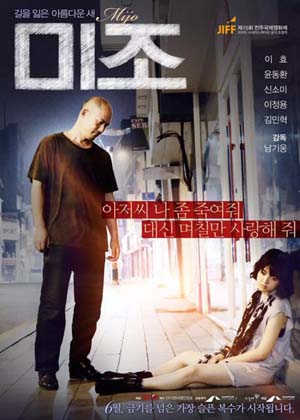 길을 잃은 아름다운 새
Mijo
미조
JIFF
제15회 전주국제영화제
이 효
윤동환
신소미
이정용
김민혁
감독
남기웅
아저씨 나 좀 죽여줘
대신 며칠만 사랑해 줘
6월, 금기를 넘은 가장 슬픈 복수가 시작됩니다.